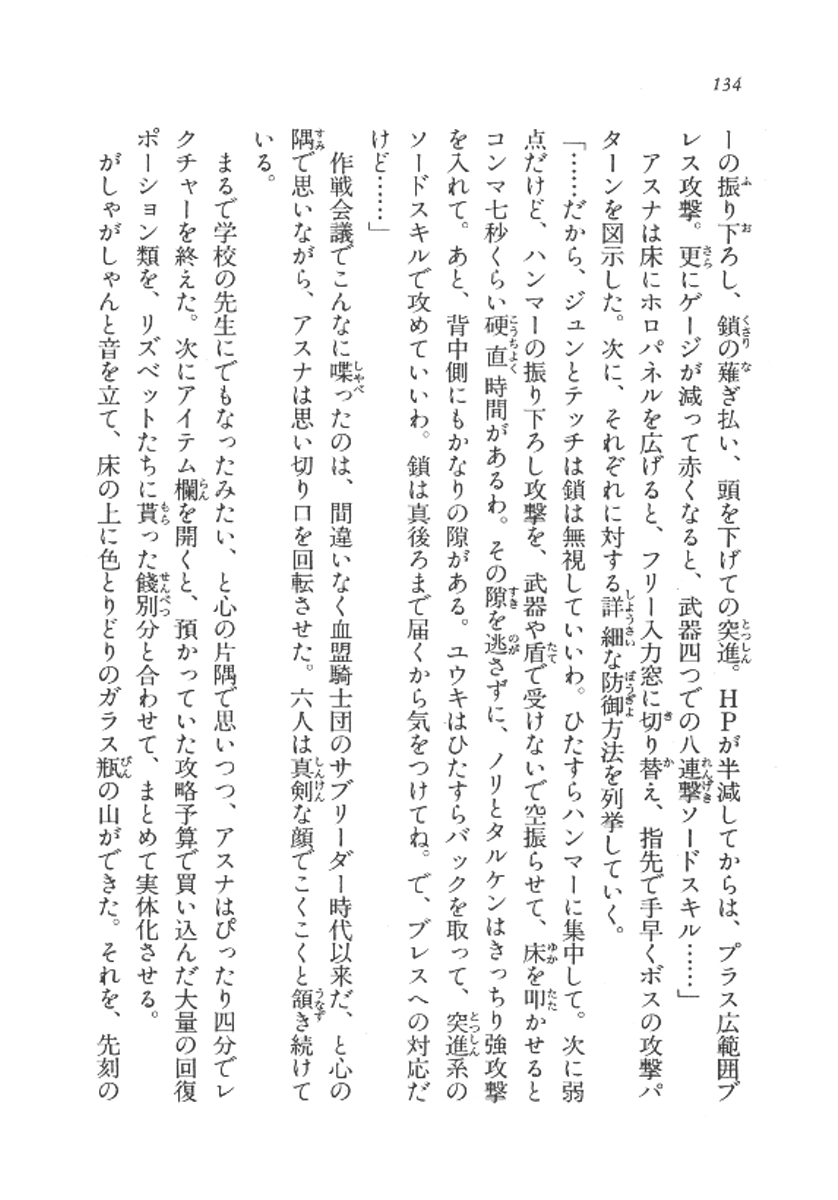 134
ーの振り下ろし、鎖の薙ぎ払い、頭を下げての突進。HPが半減してからは、プラス広範囲ブ
レス攻撃。更にゲージが減って赤くなると、武器四つでの八連撃ソードスキル……」
アスナは床にホロパネルを広げると、フリー入力窓に切り替え、指先で手早くボスの攻撃パ
ターンを図示した。次に、それぞれに対する詳細な防御方法を列挙していく。
「……だから、ジュンとテッチは鎖は無視していいわ。ひたすらハンマーに集中して。次に弱
点だけど、ハンマーの振り下ろし攻撃を、武器や盾で受けないで空振らせて、床を叩かせると
コンマ七秒くらい硬直時間があるわ。その隙を逃さずに、ノリとタルケンはきっちり強攻撃
を入れて。あと、背中側にもかなりの隙がある。ユウキはひたすらバックを取って、突進系の
ソードスキルで攻めていいわ。鎖は真後ろまで届くから気をつけてね。で、ブレスへの対応だ
けど……」
作戦会議でこんなに喋ったのは、間違いなく血盟騎士団のサブリーダー時代以来だ、と心の
隅で思いながら、アスナは思い切り口を回転させた。六人は真剣な顔でこくこくと頷き続けて
いる。
まるで学校の先生にでもなったみたい、と心の片隅で思いつつ、アスナはぴったり四分でレ
クチャーを終えた。次にアイテム欄を開くと、預かっていた攻略予算で買い込んだ大量の回復
ポーション類を、リズベットたちに貰った餞別分と合わせて、まとめて実体化させる。
がしゃがしゃんと音を立て、床の上に色とりどりのガラス瓶の山ができた。それを、先刻の